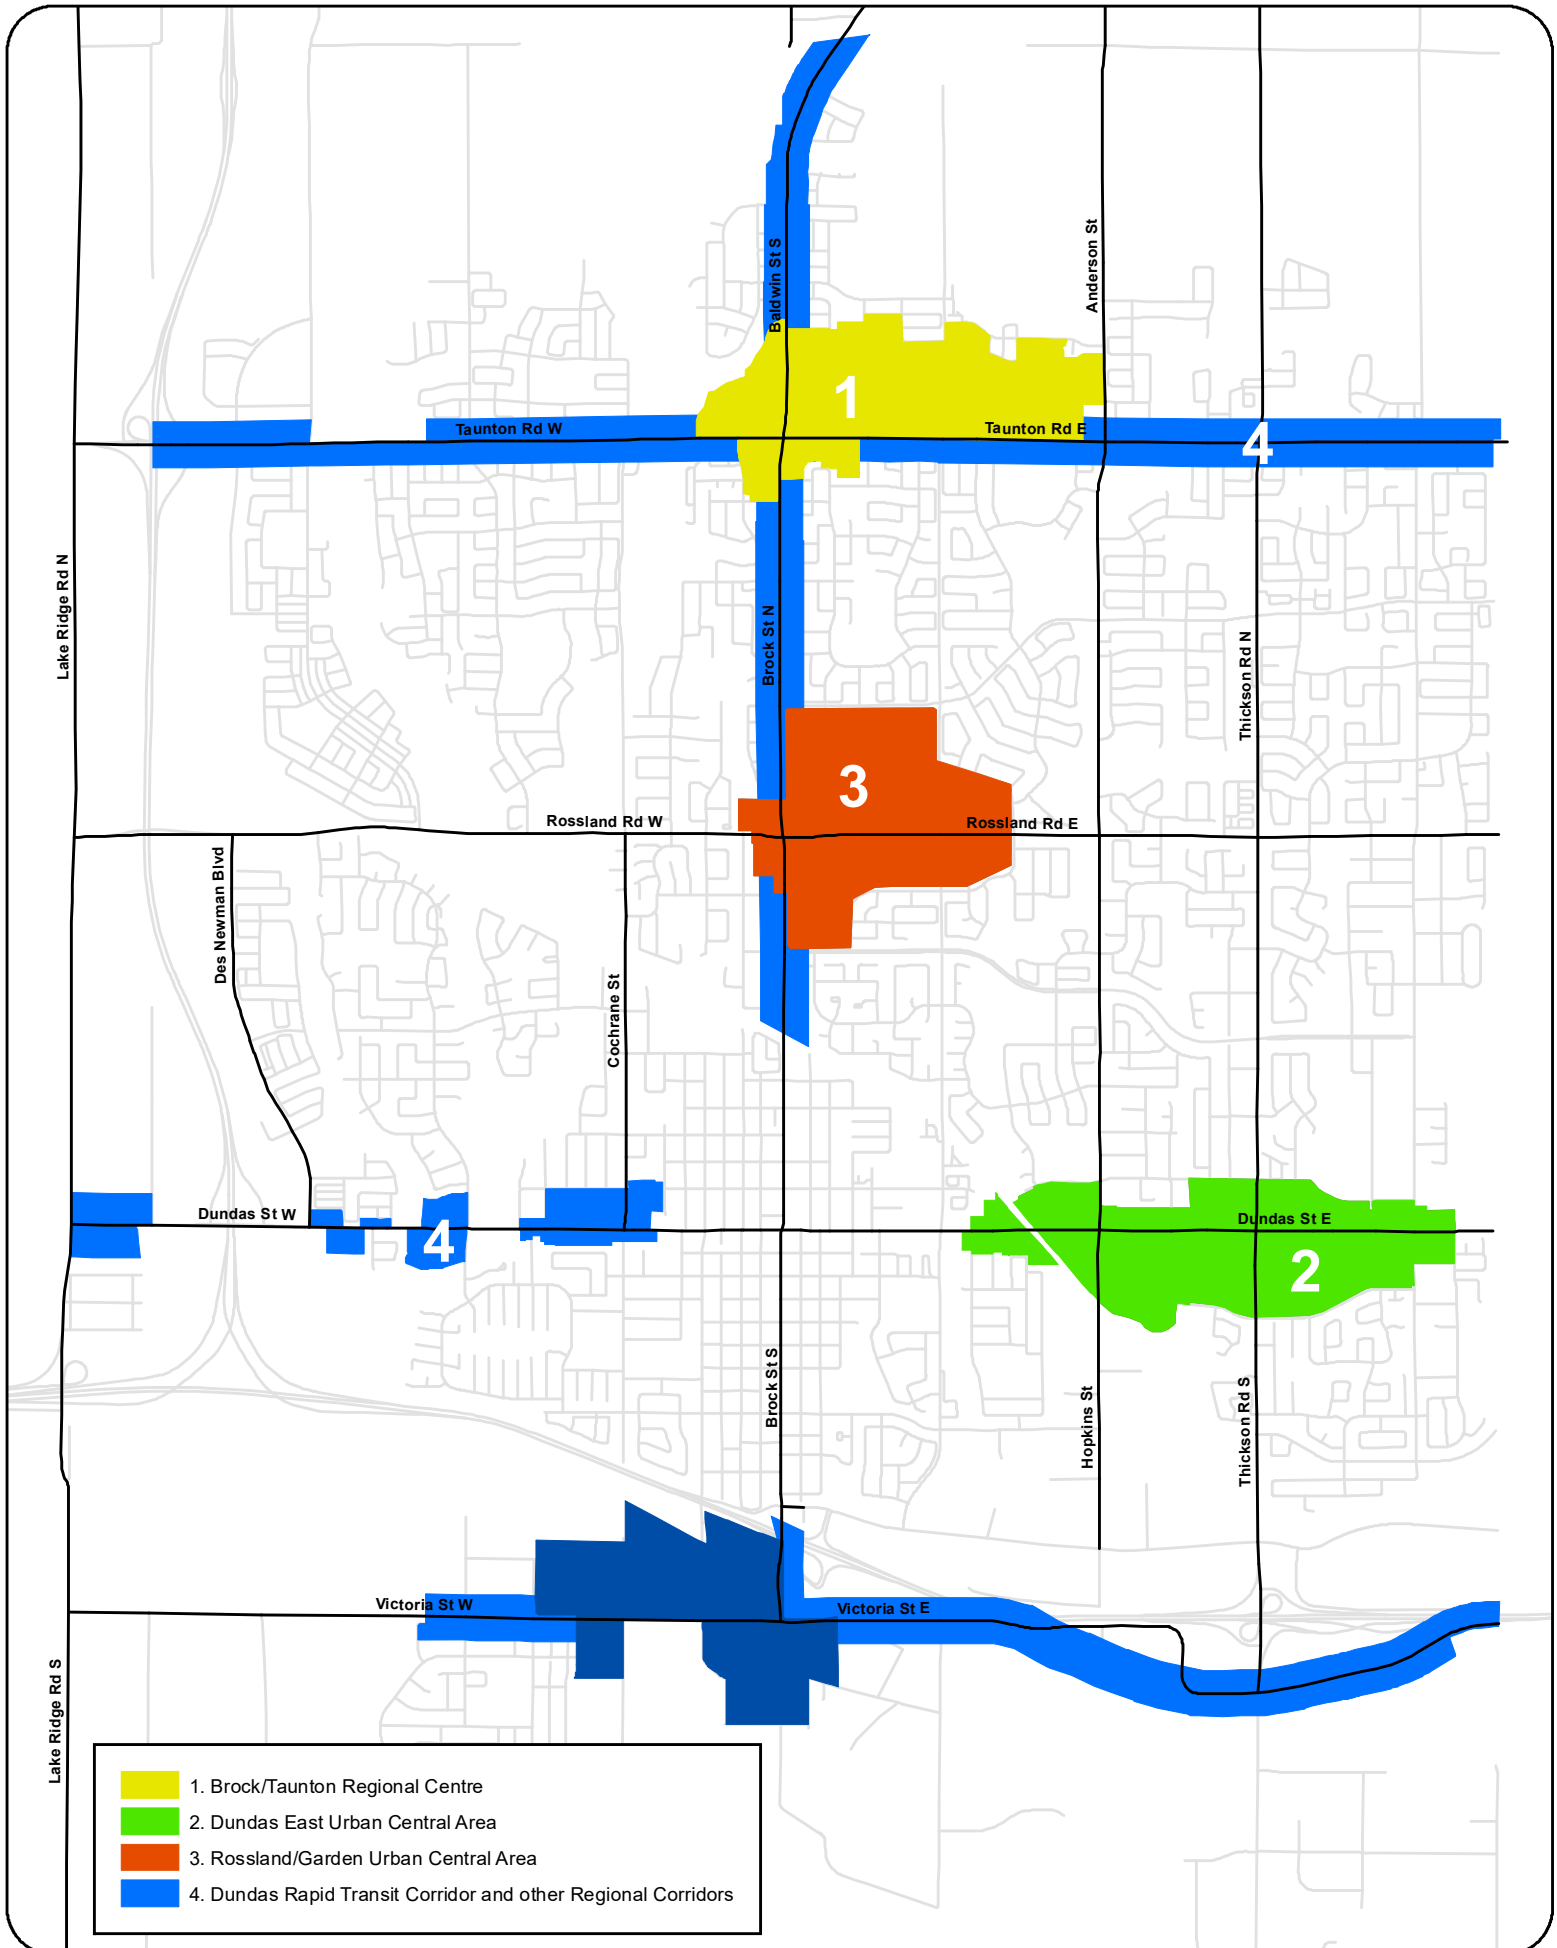 Baldwin St S
Anderson St
1
Taunton Rd W
Taunton Rd E
4
Lake Ridge Rd N
Brock St N
Thickson Rd N
3
Rossland Rd W
Rossland Rd E
Des Newman Blvd
Cochrane St
Dundas St W
4
Dundas St E
2
Brock St S
Hopkins St
Thickson Rd S
Victoria St W
Victoria St E
Lake Ridge Rd S
1. Brock/Taunton Regional Centre
2. Dundas East Urban Central Area
3. Rossland/Garden Urban Central Area
4. Dundas Rapid Transit Corridor and other Regional Corridors